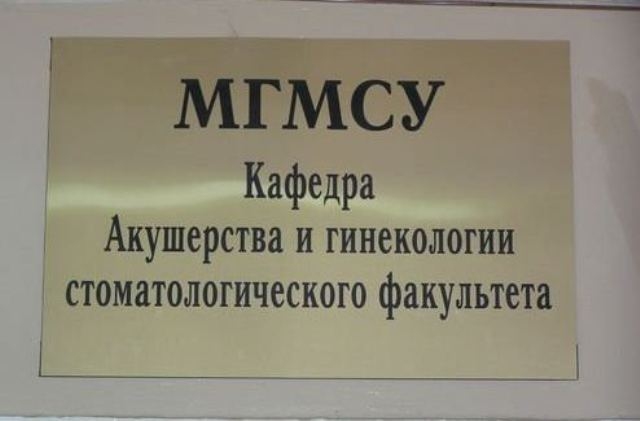 МГМСУ
Кафедра
Акушерства и гинекологии
стоматологического факультета